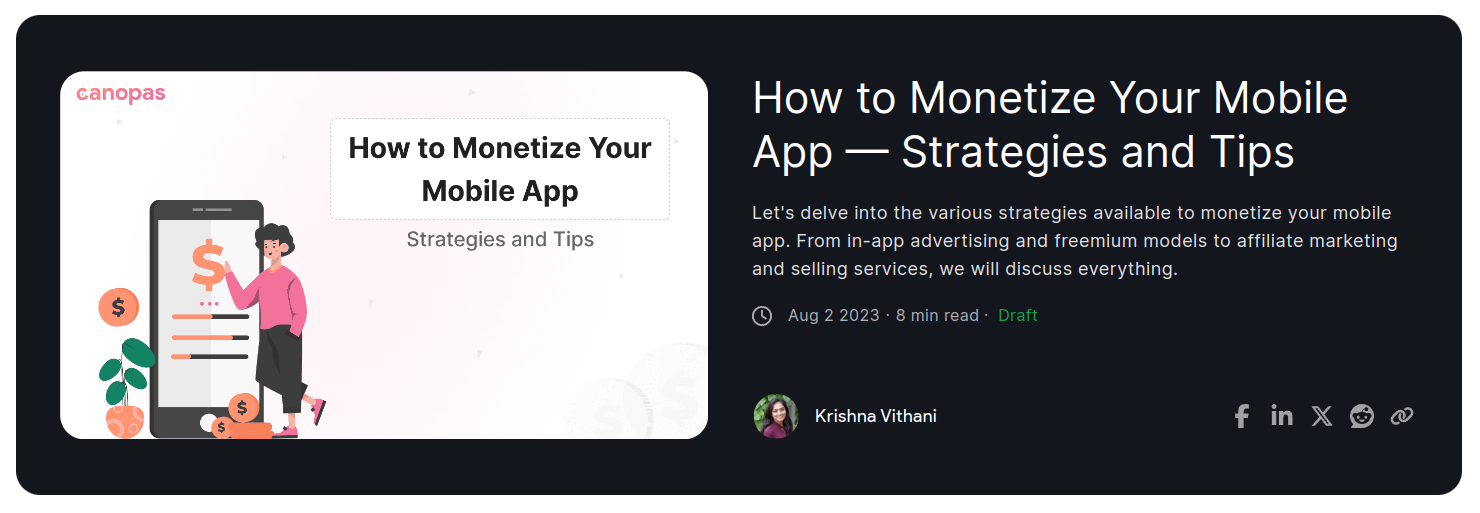 canopas
How to Monetize Your
Mobile App
Strategies and Tips
$
$
$
$
How to Monetize Your Mobile
App — Strategies and Tips
Let's delve into the various strategies available to monetize your mobile
app. From in-app advertising and freemium models to affiliate marketing
and selling services, we will discuss everything.
Aug 2 2023 · 8 min read · Draft
Krishna Vithani